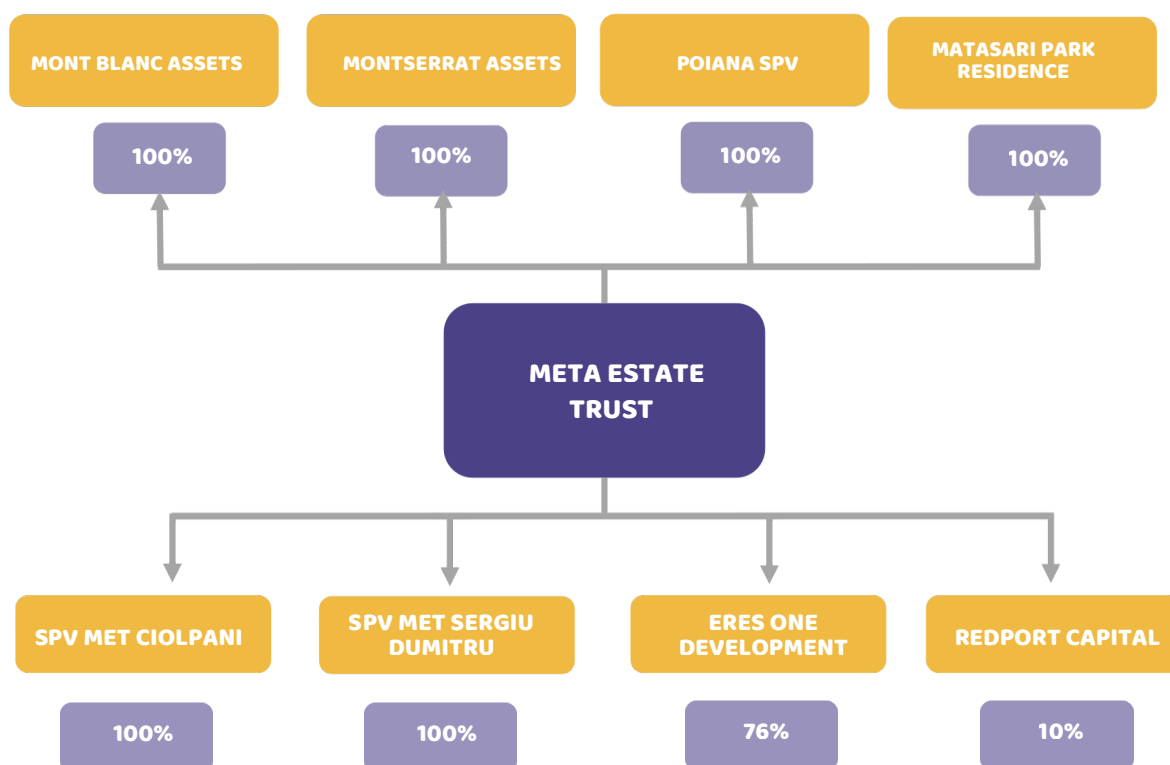 MONT BLANC ASSETS
MONTSERRAT ASSETS
POIANA SPV
MATASARI PARK
RESIDENCE
100%
100%
100%
100%
META ESTATE
TRUST
SPV MET CIOLPANI
SPV MET SERGIU
DUMITRU
ERES ONE
DEVELOPMENT
REDPORT CAPITAL
100%
100%
76%
10%